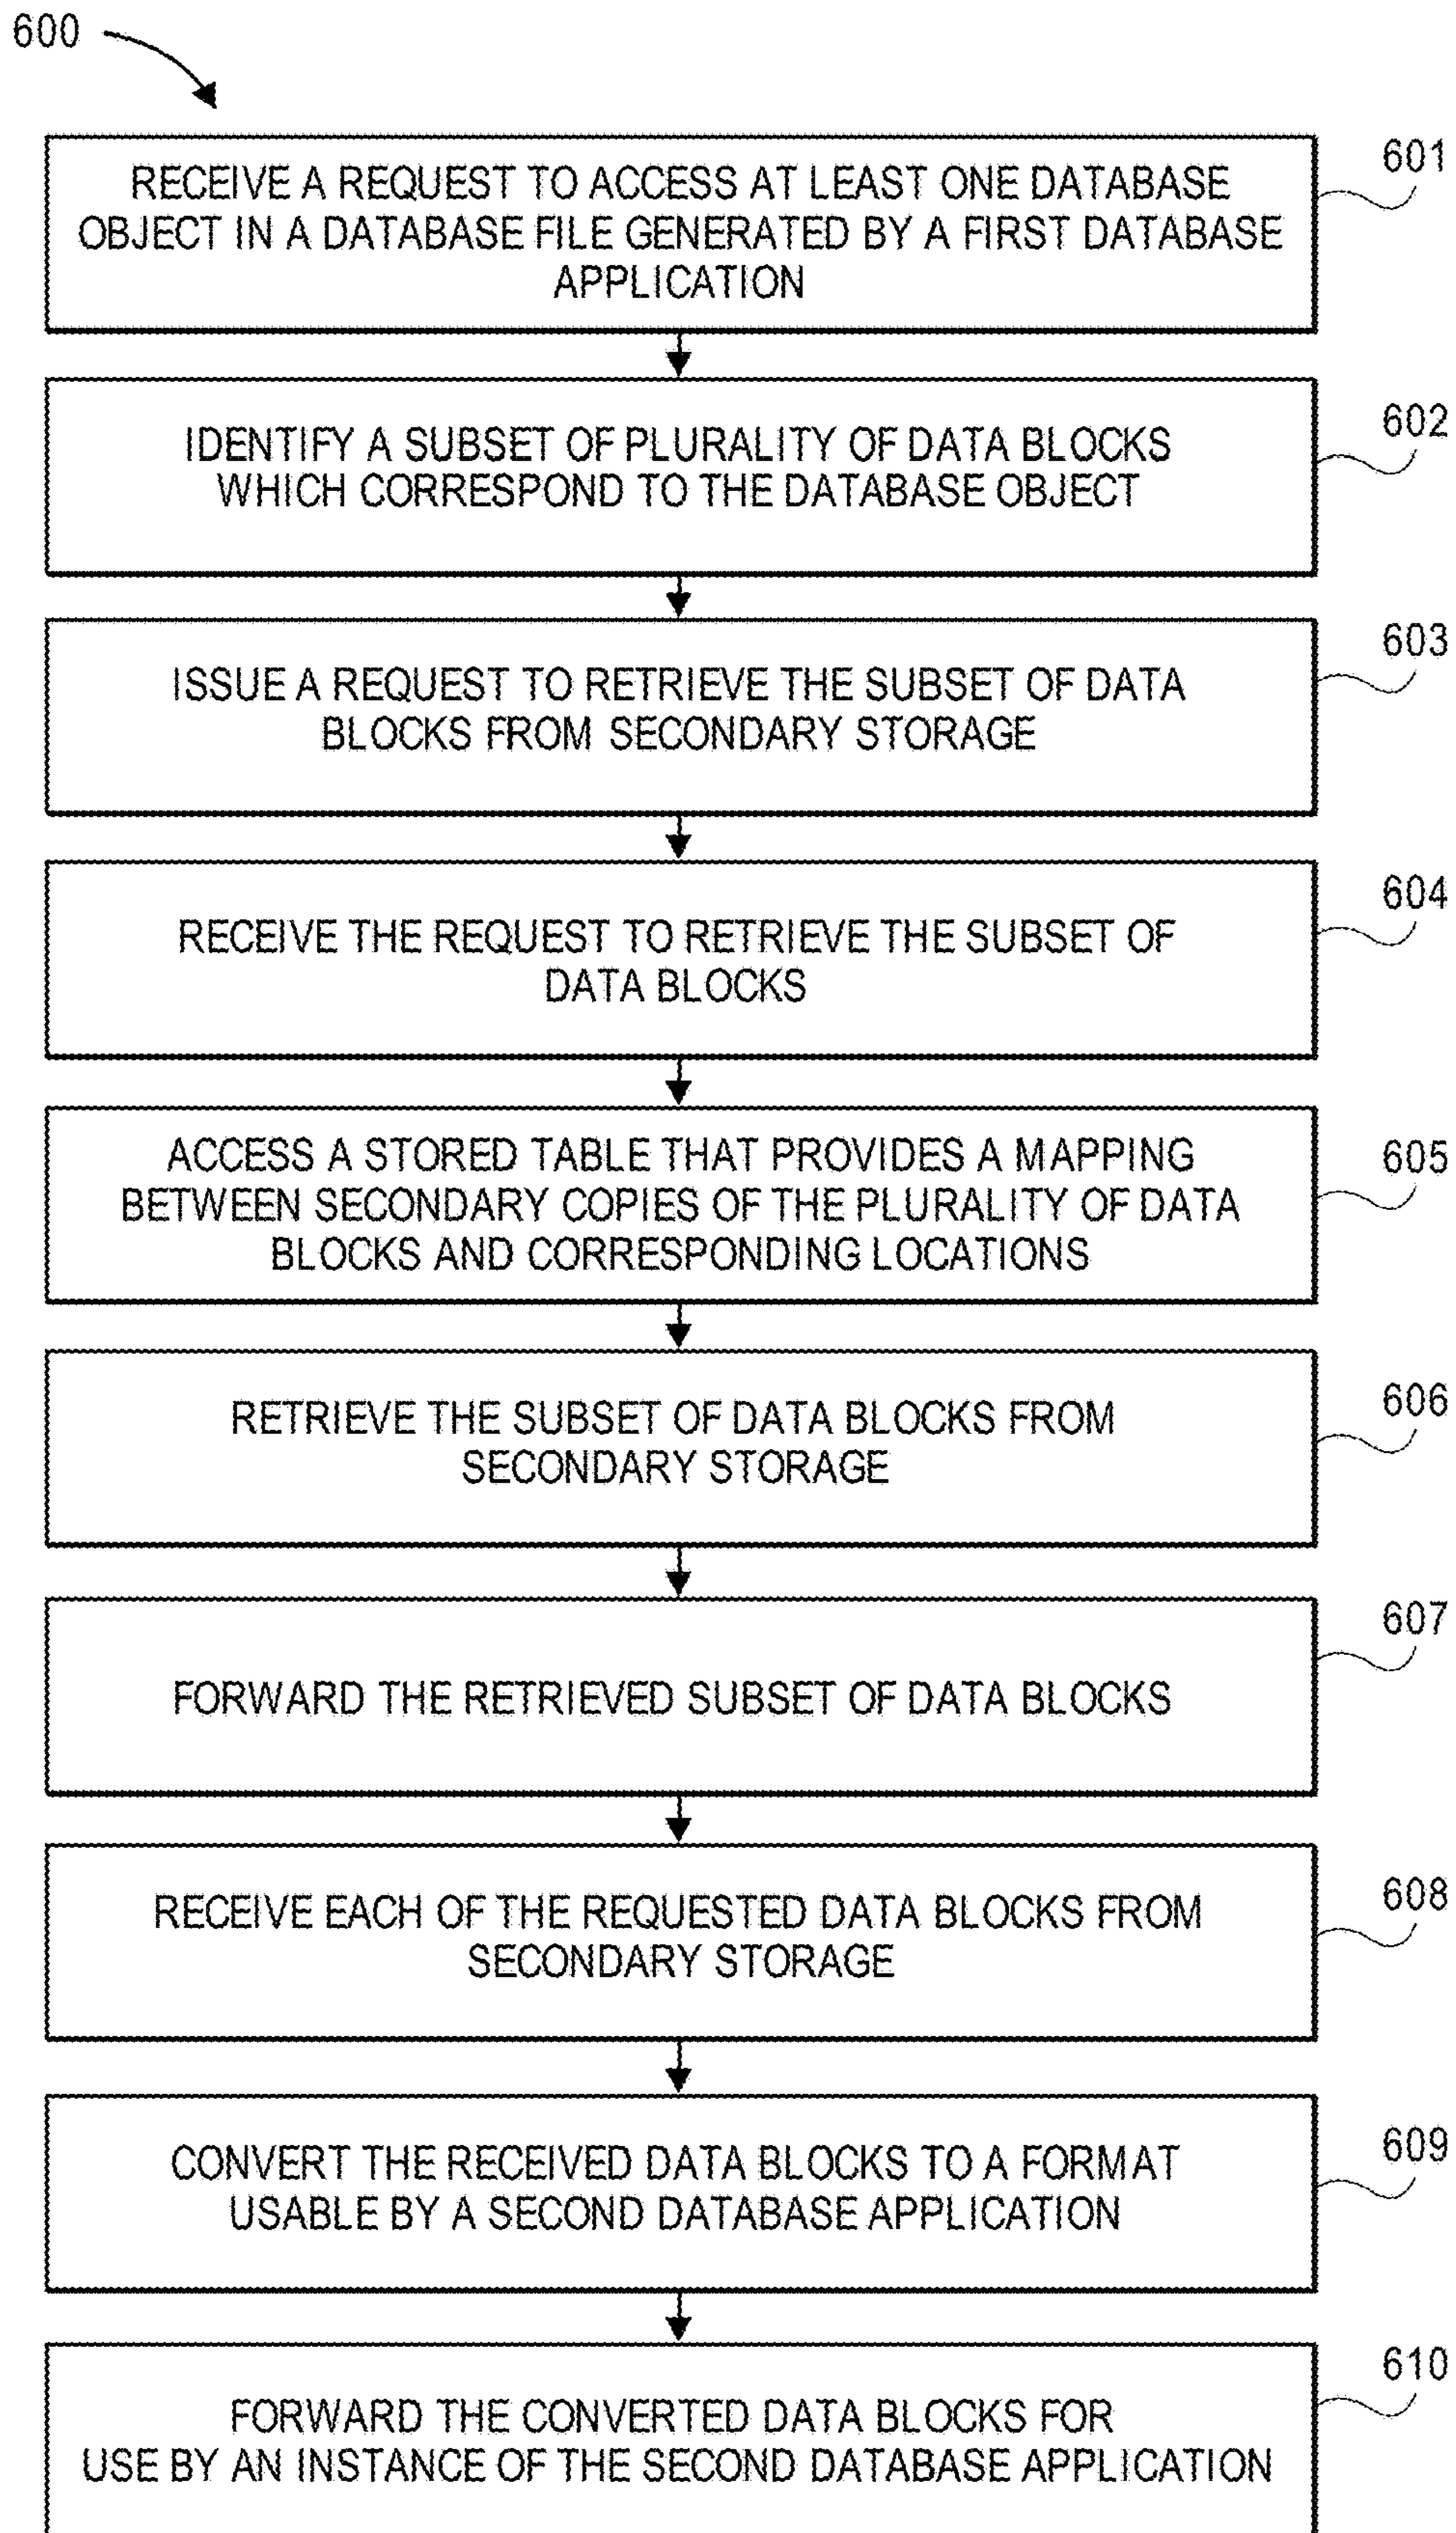 600
601
RECEIVE A REQUEST TO ACCESS AT LEAST ONE DATABASE
OBJECT IN A DATABASE FILE GENERATED BY A FIRST DATABASE
APPLICATION
602
IDENTIFY A SUBSET OF PLURALITY OF DATA BLOCKS
WHICH CORRESPOND TO THE DATABASE OBJECT
603
ISSUE A REQUEST TO RETRIEVE THE SUBSET OF DATA
BLOCKS FROM SECONDARY STORAGE
604
RECEIVE THE REQUEST TO RETRIEVE THE SUBSET OF
DATA BLOCKS
605
ACCESS A STORED TABLE THAT PROVIDES A MAPPING
BETWEEN SECONDARY COPIES OF THE PLURALITY OF DATA
BLOCKS AND CORRESPONDING LOCATIONS
606
RETRIEVE THE SUBSET OF DATA BLOCKS FROM
SECONDARY STORAGE
607
FORWARD THE RETRIEVED SUBSET OF DATA BLOCKS
608
RECEIVE EACH OF THE REQUESTED DATA BLOCKS FROM
SECONDARY STORAGE
609
CONVERT THE RECEIVED DATA BLOCKS TO A FORMAT
USABLE BY A SECOND DATABASE APPLICATION
610
FORWARD THE CONVERTED DATA BLOCKS FOR
USE BY AN INSTANCE OF THE SECOND DATABASE APPLICATION